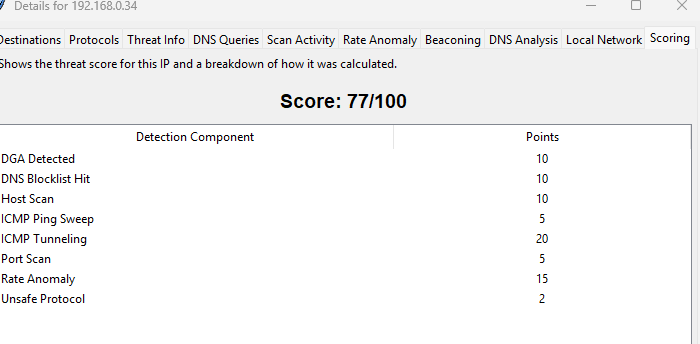 Details for 192.168.0.34
Destinations Protocols Threat Info DNS Queries Scan Activity Rate Anomaly Beaconing DNS Analysis Local Network Scoring
Shows the threat score for this IP and a breakdown of how it was calculated.
Score: 77/100
Detection Component Points
DGA Detected 10
DNS Blocklist Hit 10
Host Scan 10
ICMP Ping Sweep 5
ICMP Tunneling 20
Port Scan 5
Rate Anomaly 15
Unsafe Protocol 2